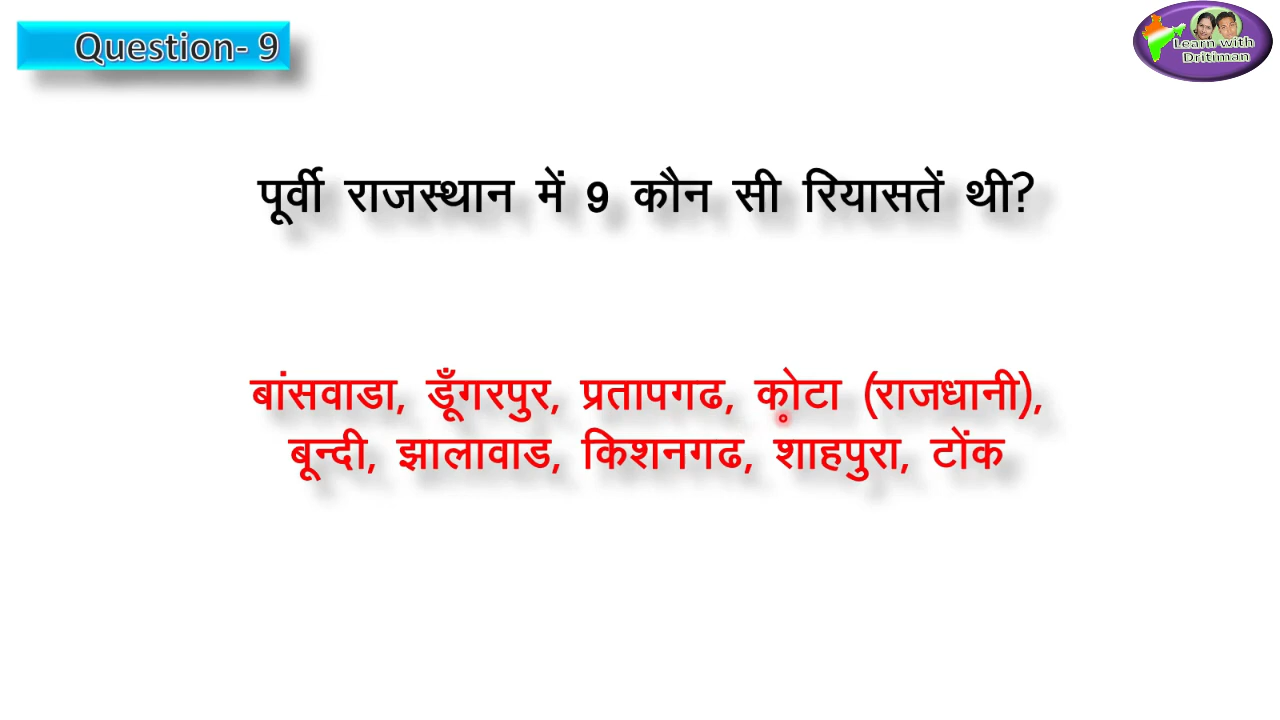 Question- 9
Learn with
Dritiman
पूर्वी राजस्थान में 9 कौन सी रियासतें थी?
बांसवाडा, डूँगरपुर, प्रतापगढ, कोटा (राजधानी),
बून्दी, झालावाड, किशनगढ, शाहपुरा, टोंक